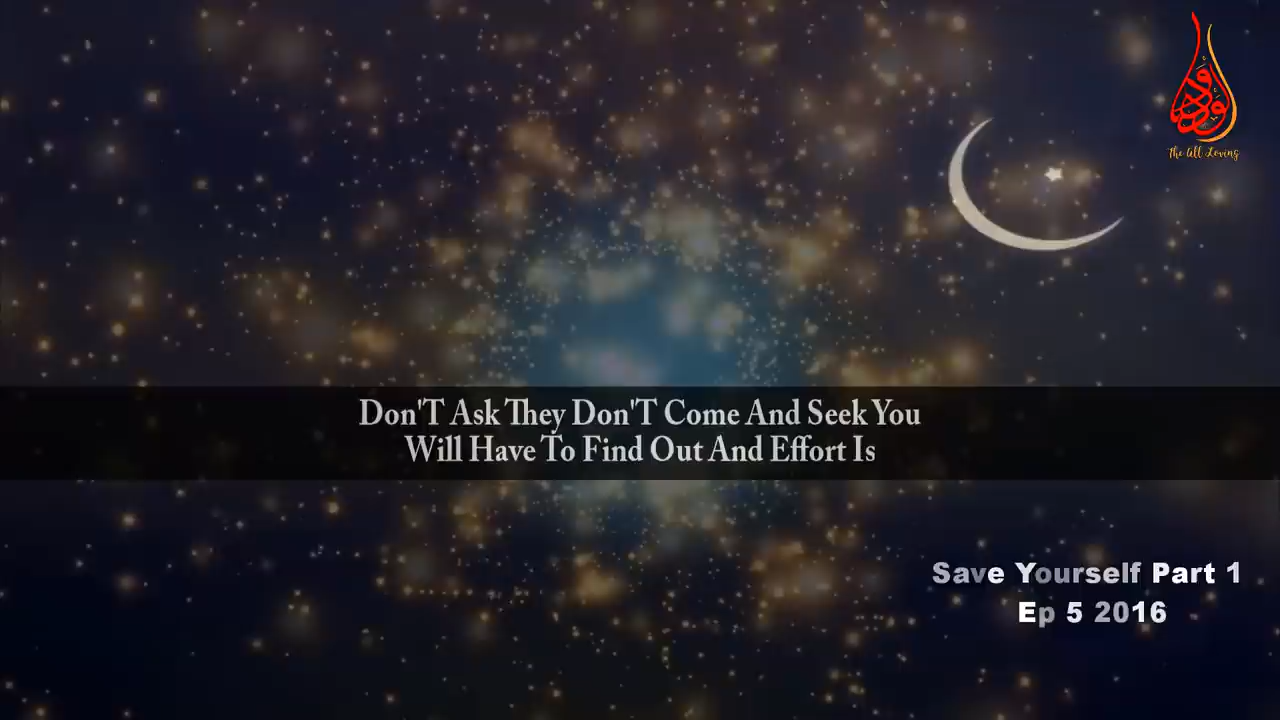 الودود
The All Loving
Don'T Ask They Don'T Come And Seek You
Will Have To Find Out And Effort Is
Save Yourself Part 1
Ep 5 2016